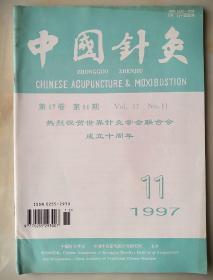 中國針灸
ZHONGGUO ZHENJIU
CHINESE ACUPUNCTURE & MOXIBUSTION
第17卷 第11期 Vol. 17 No. 11
热烈祝贺世界针灸学会联合会
成立十周年
11
1997
ISSN 0255-2930